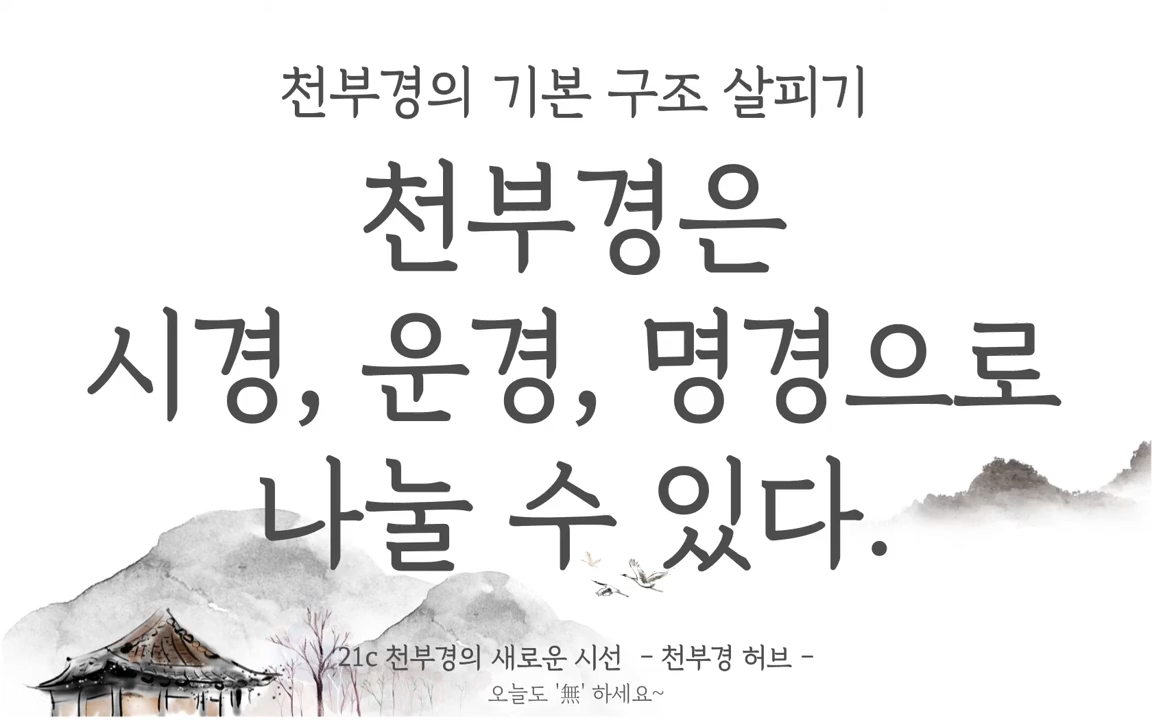 천부경의 기본 구조 살피기
천부경은
시경, 운경, 명경으로
나눌 수 있다.
21c 천부경의 새로운 시선 - 천부경 허브 -
오늘도 '無' 하세요~